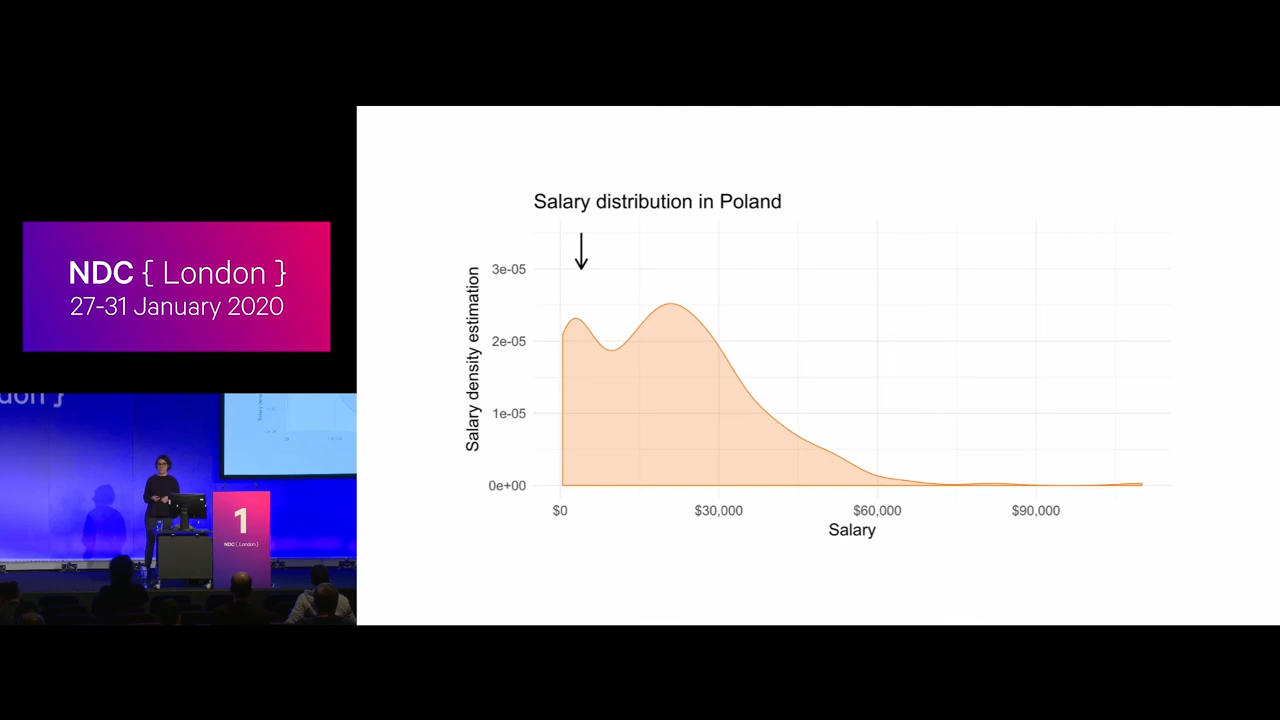 NDC { London }
27-31 January 2020
1
NDC { London }
Salary distribution in Poland
Salary density estimation
3e-05
2e-05
1e-05
0e+00
$0
$30,000
$60,000
$90,000
Salary